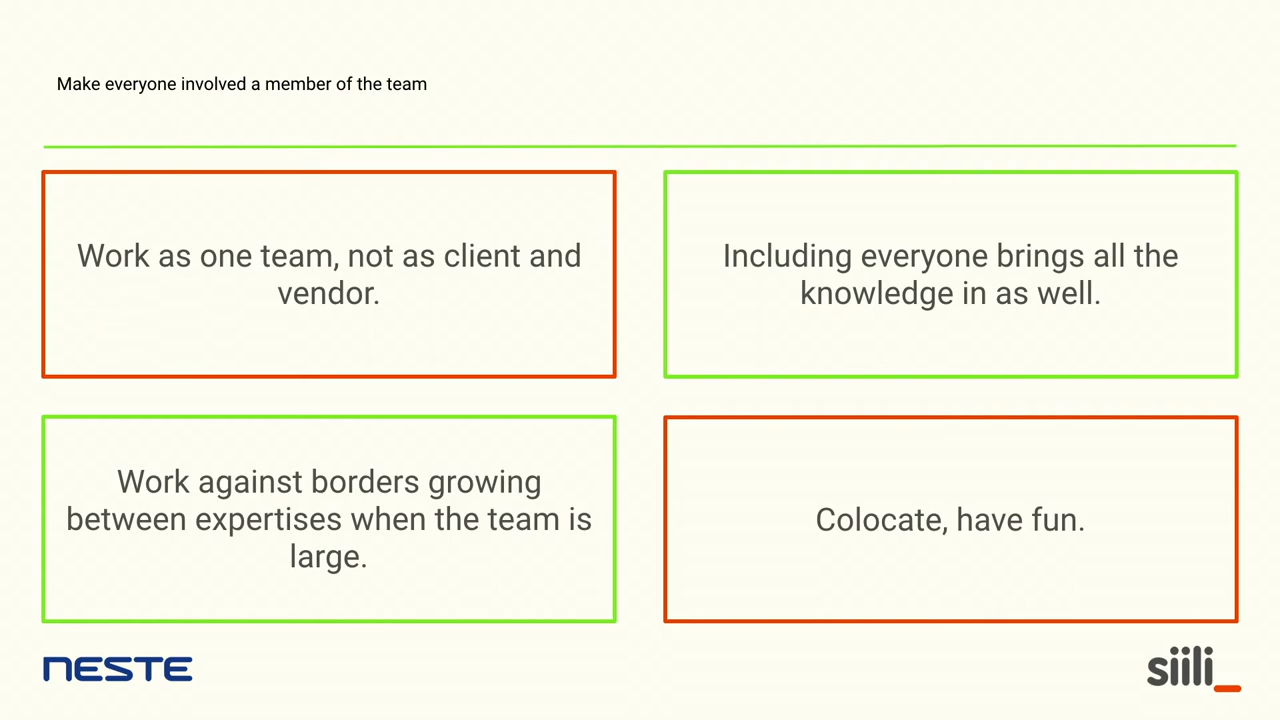 Make everyone involved a member of the team
Work as one team, not as client and
vendor.
Including everyone brings all the
knowledge in as well.
Work against borders growing
between expertises when the team is
large.
Colocate, have fun.
NESTE
siili_